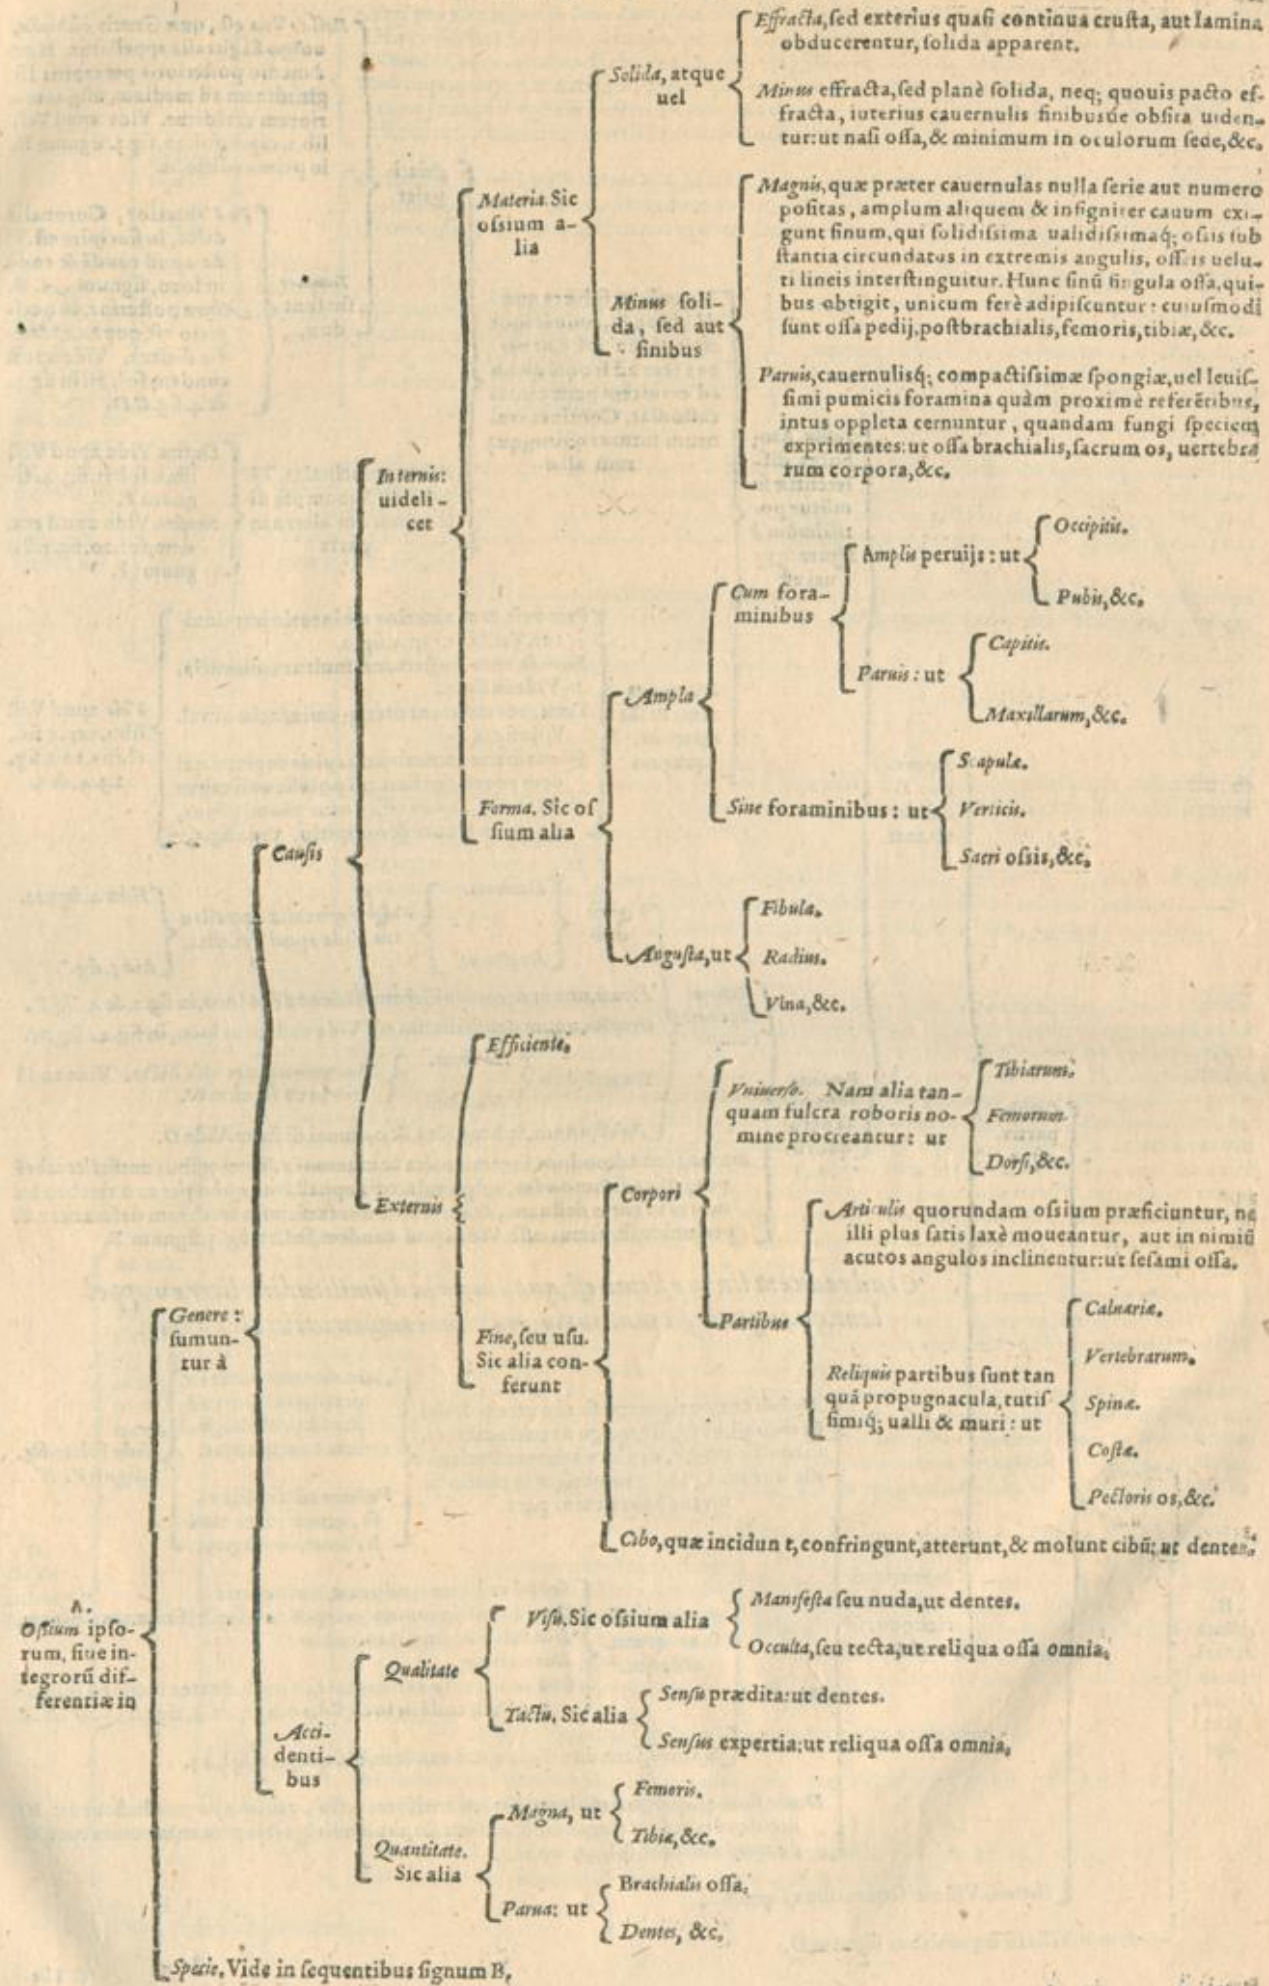 Effracta, sed exterius quasi continua crusta, aut lamina
obducerentur, solida apparent.
Solida, atque
uel
Minus effracta, sed planè solida, neq; quouis pacto ef-
fracta, iuterius cauernulis finibusúe obsita uiden-
tur: ut nasi ossa, & minimum in oculorum sede, &c.
Materia. Sic
ossium a-
lia
Magnis, quæ præter cauernulas nulla serie aut numero
positas, amplum aliquem & insigniter cauum exi-
gunt sinum, qui solidissima ualidissimaq́; ossis sub
stantia circundatus in extremis angulis, osseis uelu-
ti lineis interstinguitur. Hunc sinū singula ossa, qui-
bus obtigit, unicum ferè adipiscuntur: cuiusmodi
sunt ossa pedij, postbrachialis, femoris, tibiæ, &c.
Minus soli-
da, sed aut
sinibus
Paruis, cauernulisq́; compactissimæ spongiæ, uel leuis-
simi pumicis foramina quàm proximè referētibus,
intus oppleta cernuntur, quandam fungi speciem
exprimentes: ut ossa brachialis, sacrum os, uertebra
rum corpora, &c.
Internis:
uideli-
cet
Occipitis.
Amplis peruijs: ut
Pubis, &c.
Cum fora-
minibus
Capitis.
Paruis: ut
Maxillarum, &c.
Ampla
Scapulæ.
Sine foraminibus: ut
Verticis.
Sacri ossis, &c.
Forma. Sic os
sium alia
Causis
Fibula.
Angusta, ut
Radius.
Vlna, &c.
Efficiente.
Vniuerso. Nam alia tan-
quam fulcra roboris no-
mine procreantur: ut
Tibiarum.
Femorum.
Dorsi, &c.
Corpori
Externis
Articulis quorundam ossium præficiuntur, ne
illi plus satis laxè moueantur, aut in nimiū
acutos angulos inclinentur: ut sesami ossa.
Partibus
Genere:
sumun-
tur à
Fine, seu usu.
Sic alia con-
ferunt
Reliquis partibus sunt tan
quā propugnacula, tutis
simiq́; ualli & muri: ut
Caluariæ.
Vertebrarum.
Spinæ.
Costæ.
Pectoris os, &c.
Cibo, quæ incidun t, confringunt, atterunt, & molunt cibū: ut dentes.
A.
Ossium ipso-
rum, siue in-
tegrorū dif-
ferentiæ in
Manifesta seu nuda, ut dentes.
Visu. Sic ossium alia
Occulta, seu tecta, ut reliqua ossa omnia.
Qualitate
Sensu prædita: ut dentes.
Tactu. Sic alia
Sensus expertia: ut reliqua ossa omnia.
Acci-
denti-
bus
Femoris.
Magna, ut
Tibiæ, &c.
Quantitate.
Sic alia
Brachialis ossa.
Parua: ut
Dentes, &c.
Specie. Vide in sequentibus signum B.